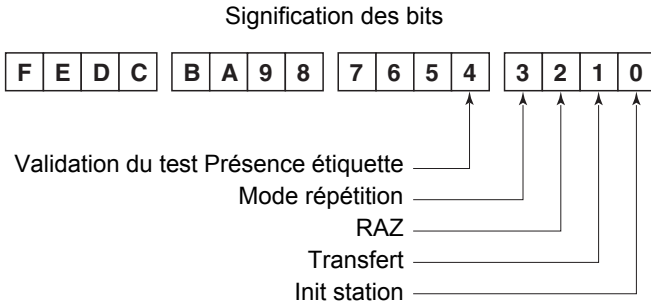 Signification des bits
F E D C B A 9 8 7 6 5 4 3 2 1 0
Validation du test Présence étiquette
Mode répétition
RAZ
Transfert
Init station